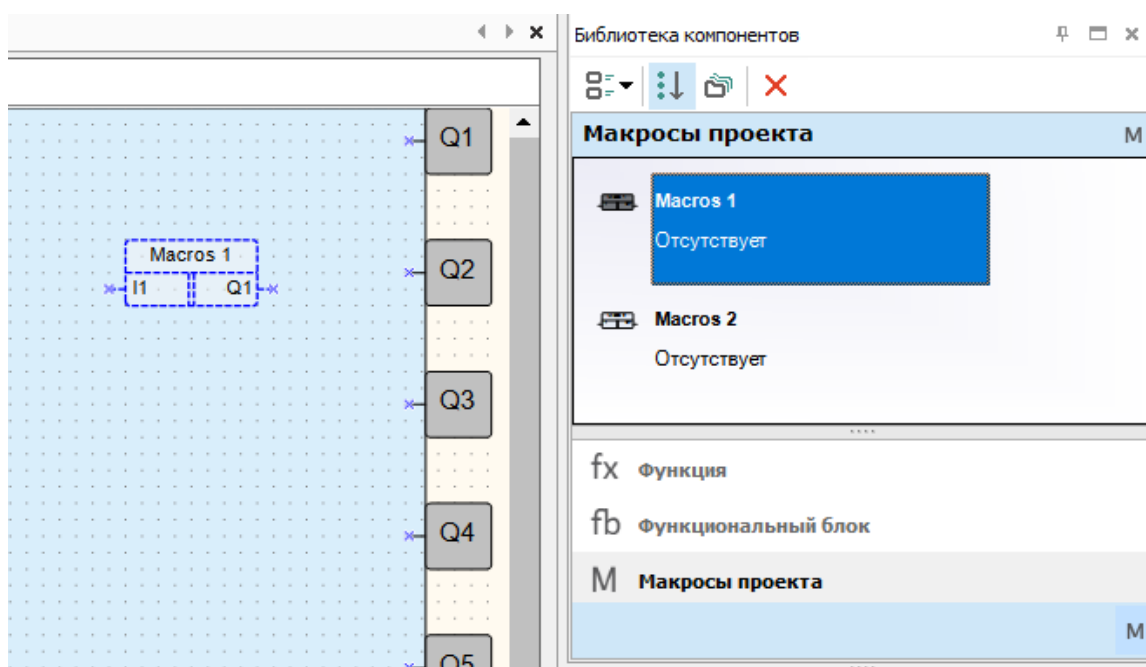 Библиотека компонентов
Макросы проекта M
Macros 1
Отсутствует
Macros 2
Отсутствует
fx Функция
fb Функциональный блок
M Макросы проекта
M
Macros 1
I1 Q1
Q1
Q2
Q3
Q4
Q5